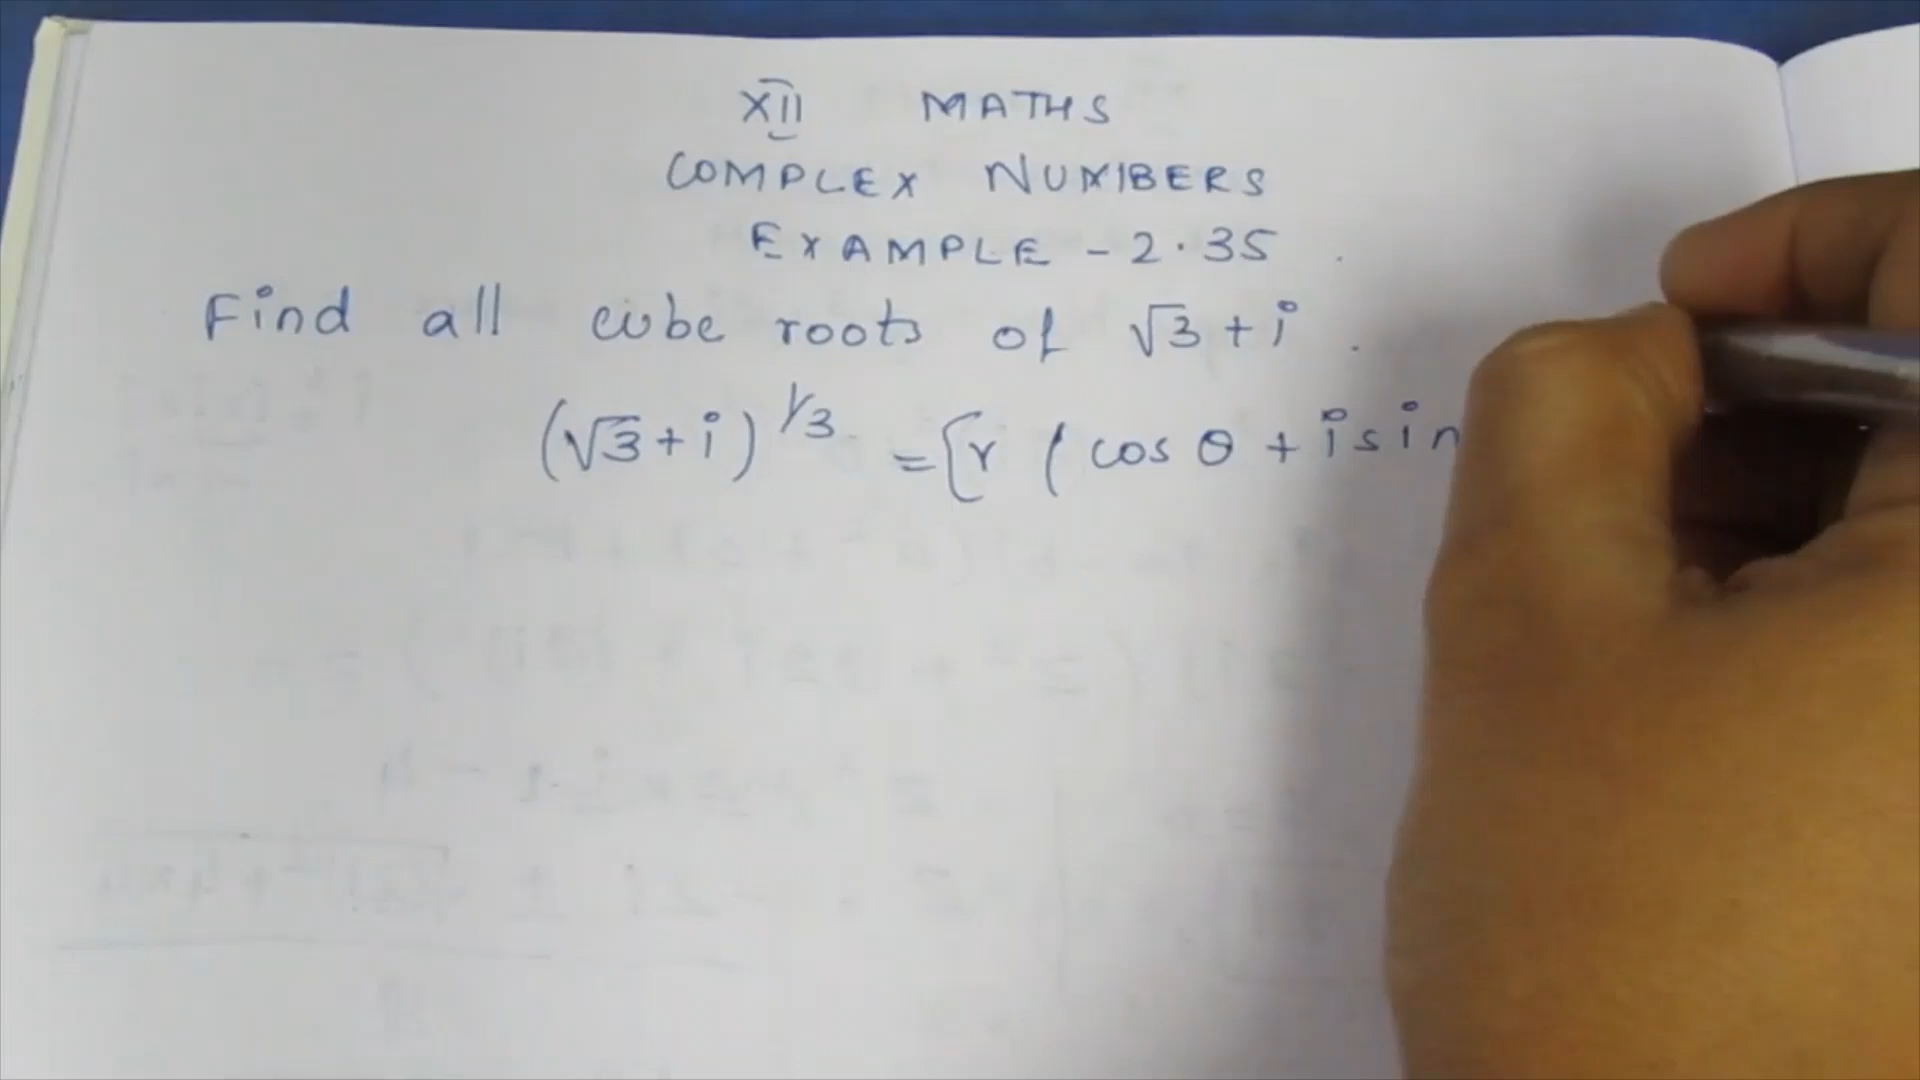 XII MATHS
COMPLEX NUMBERS
EXAMPLE - 2.35
Find all cube roots of √3 + i .
(√3 + i)^1/3 = [r (cos θ + i sin